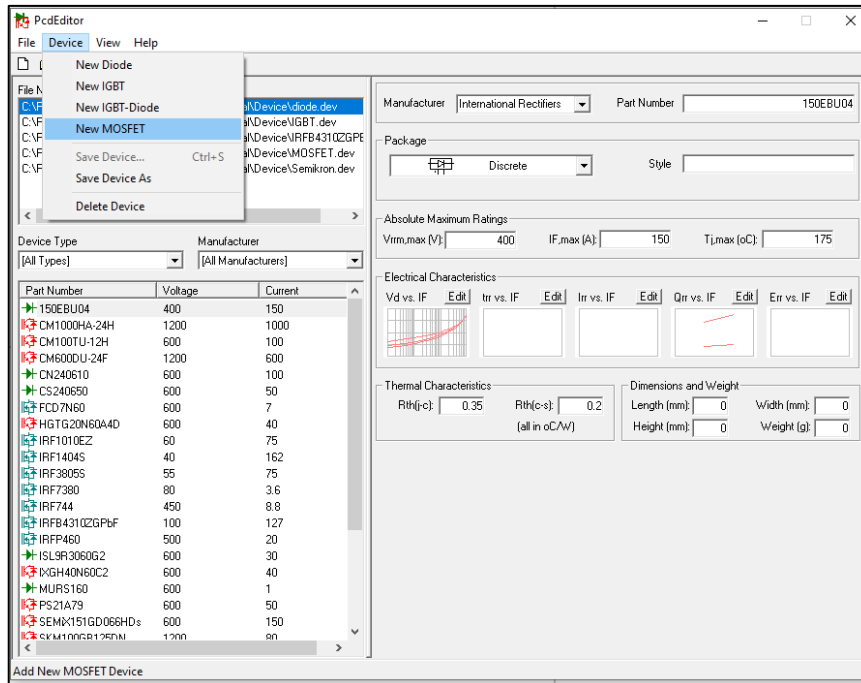 PcdEditor
File Device View Help
New Diode
New IGBT
New IGBT-Diode
New MOSFET
Save Device... Ctrl+S
Save Device As
Delete Device
File N
C:\F al\Device\diode.dev
C:\F al\Device\IGBT.dev
C:\F al\Device\IRFB4310ZGPE
C:\F al\Device\MOSFET.dev
C:\F al\Device\Semikron.dev
Device Type Manufacturer
[All Types] [All Manufacturers]
Part Number Voltage Current
150EBU04 400 150
CM1000HA-24H 1200 1000
CM100TU-12H 600 100
CM600DU-24F 1200 600
CN240610 600 100
CS240650 600 50
FCD7N60 600 7
HGTG20N60A4D 600 40
IRF1010EZ 60 75
IRF1404S 40 162
IRF3805S 55 75
IRF7380 80 3.6
IRF744 450 8.8
IRFB4310ZGPbF 100 127
IRFP460 500 20
ISL9R3060G2 600 30
IXGH40N60C2 600 40
MURS160 600 1
PS21A79 600 50
SEMiX151GD066HDs 600 150
SKM100GB125DN 1200 80
Manufacturer International Rectifiers Part Number 150EBU04
Package
Discrete Style
Absolute Maximum Ratings
Vrrm,max (V): 400 IF,max (A): 150 Tj,max (oC): 175
Electrical Characteristics
Vd vs. IF Edit trr vs. IF Edit Irr vs. IF Edit Qrr vs. IF Edit Err vs. IF Edit
Thermal Characteristics
Rth(j-c): 0.35 Rth(c-s): 0.2
(all in oC/W)
Dimensions and Weight
Length (mm): 0 Width (mm): 0
Height (mm): 0 Weight (g): 0
Add New MOSFET Device